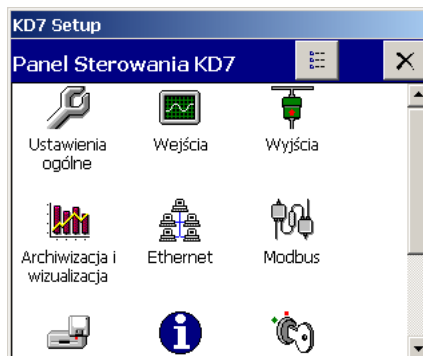 KD7 Setup
Panel Sterowania KD7
Ustawienia
ogólne
Wejścia
Wyjścia
Archiwizacja i
wizualizacja
Ethernet
Modbus